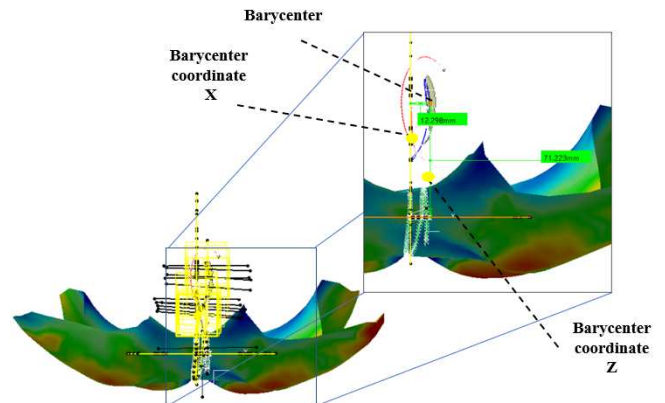 Barycenter
Barycenter
coordinate
X
12.298mm
71.223mm
Barycenter
coordinate
Z